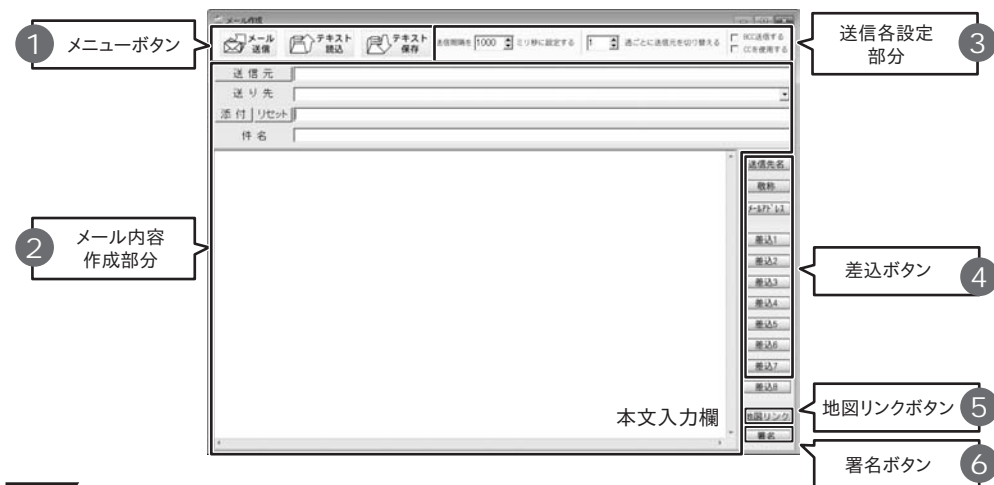 メール作成
メール
送信
テキスト
読込
テキスト
保存
送信間隔を 1000 ミリ秒に設定する
1 通ごとに送信元を切り替える
BCC送信する
CCを使用する
1 メニューボタン
送信各設定
部分 3
送信元
送り先
添付 リセット
件名
2 メール内容
作成部分
送信先名
敬称
メールアドレス
差込1
差込2
差込3
差込4
差込5
差込6
差込7
差込8
差込ボタン 4
本文入力欄
地図リンク
地図リンクボタン 5
署名
署名ボタン 6